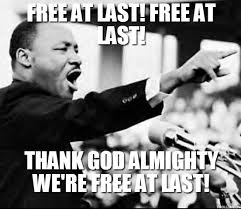 FREE AT LAST! FREE AT
LAST!
THANK GOD ALMIGHTY
WE'RE FREE AT LAST!